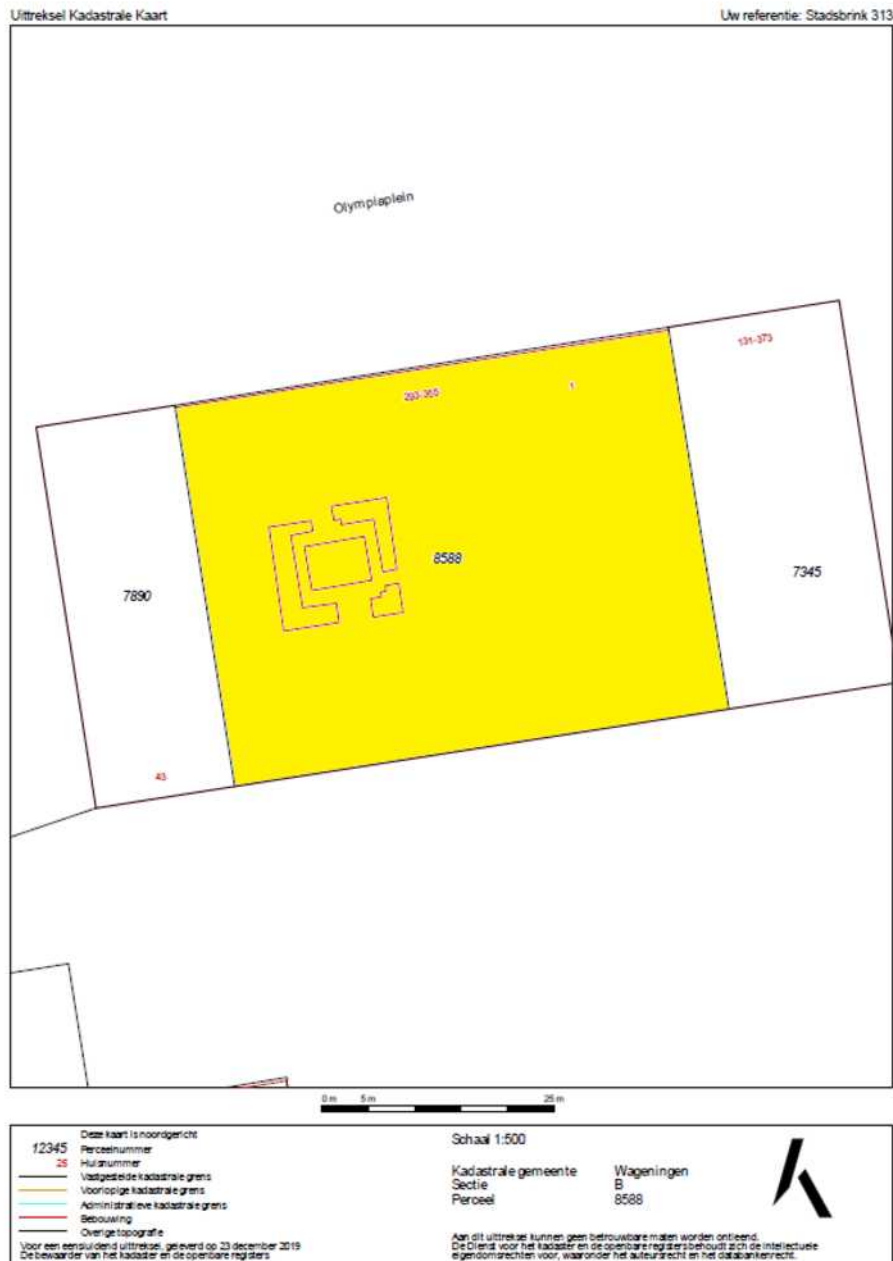 Uittreksel Kadastrale Kaart
Uw referentie: Stadsbrink 313
Olympiaplein
131-373
1
8588
7890
7345
43
0 m 5 m 25 m
Deze kaart is noordgericht
12345 Perceelnummer
25 Huisnummer
Vastgestelde kadastrale grens
Voorlopige kadastrale grens
Administratieve kadastrale grens
Bebouwing
Overige topografie
Voor een eensluidend uittreksel, geleverd op 23 december 2019
De bewaarder van het kadaster en de openbare registers
Schaal 1:500
Kadastrale gemeente Wageningen
Sectie B
Perceel 8588
Aan dit uittreksel kunnen geen betrouwbare maten worden ontleend.
De Dienst voor het kadaster en de openbare registers behoudt zich de intellectuele
eigendomsrechten voor, waaronder het auteursrecht en het databankenrecht.